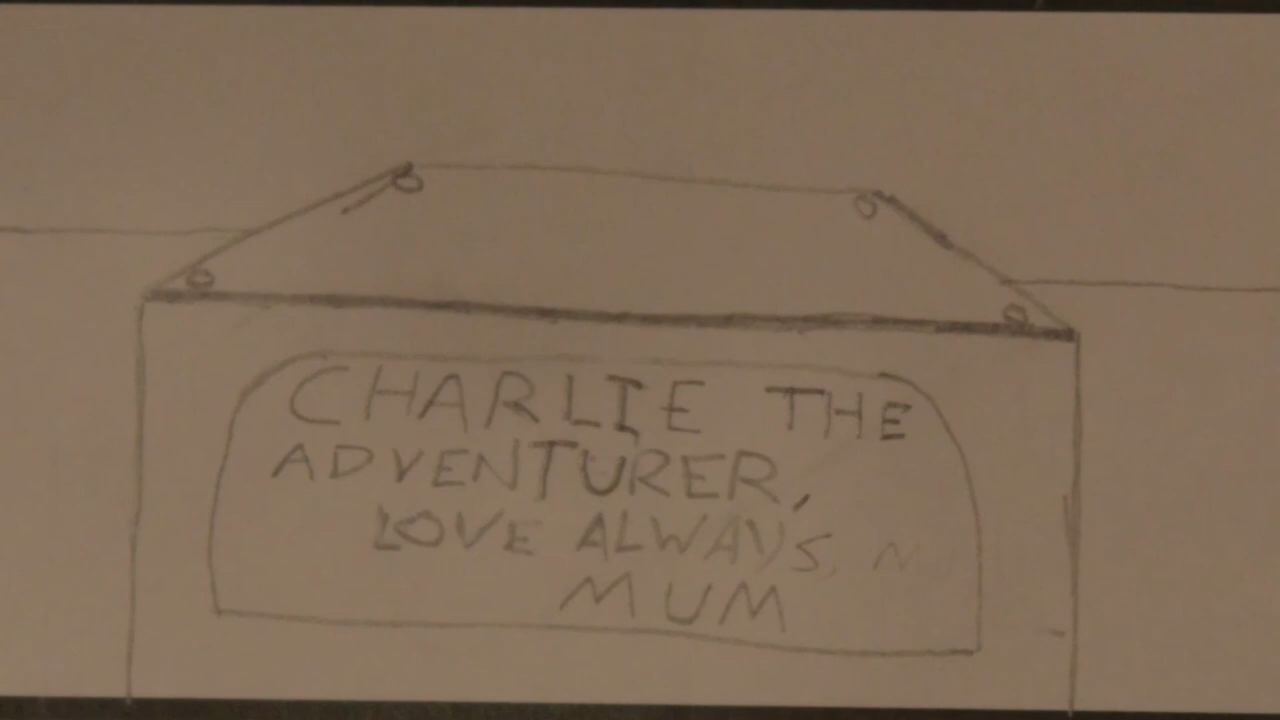 CHARLIE THE
ADVENTURER,
LOVE ALWAYS,
MUM